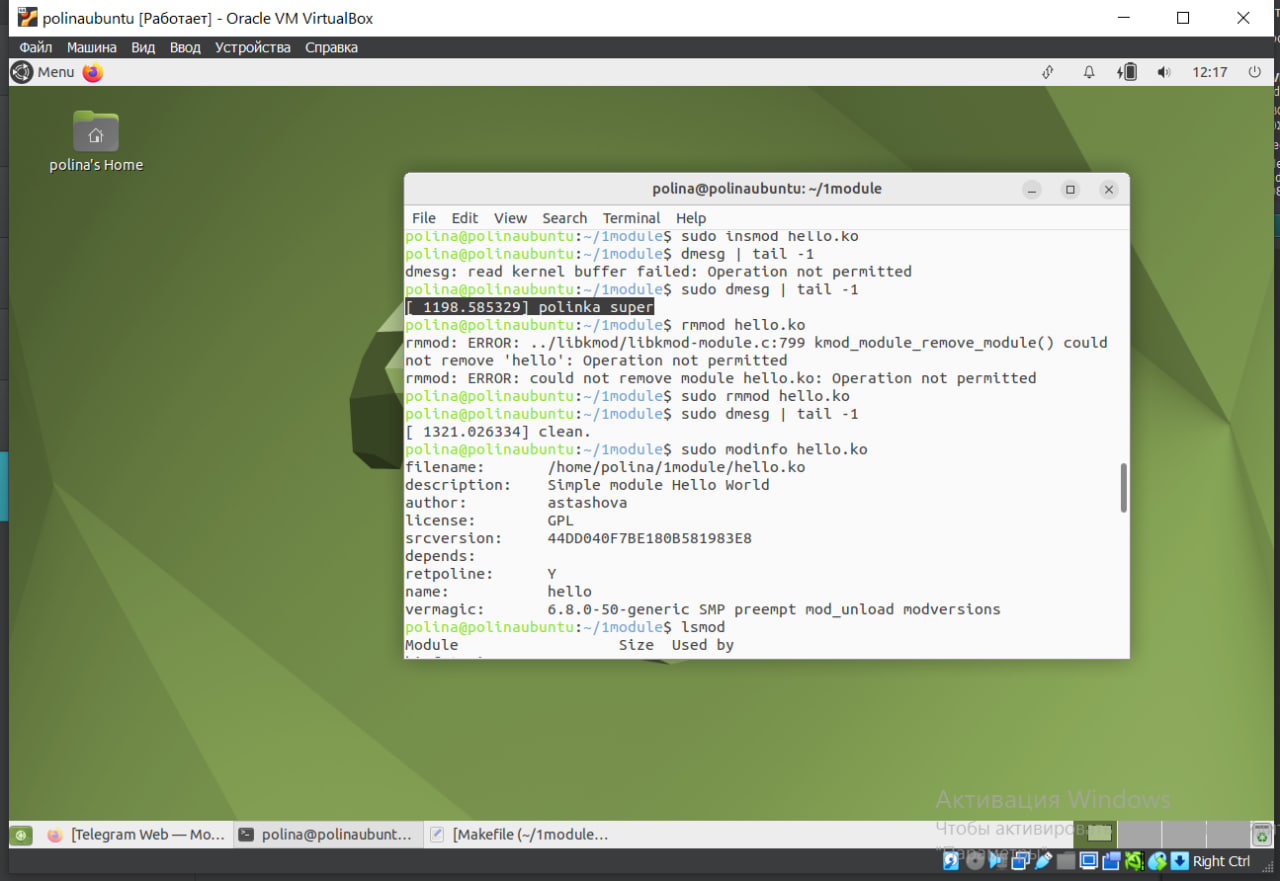 polinaubuntu [Работает] - Oracle VM VirtualBox
Файл Машина Вид Ввод Устройства Справка
Menu 12:17
polina's Home
polina@polinaubuntu: ~/1module
File Edit View Search Terminal Help
polina@polinaubuntu:~/1module$ sudo insmod hello.ko
polina@polinaubuntu:~/1module$ dmesg | tail -1
dmesg: read kernel buffer failed: Operation not permitted
polina@polinaubuntu:~/1module$ sudo dmesg | tail -1
[ 1198.585329] polinka super
polina@polinaubuntu:~/1module$ rmmod hello.ko
rmmod: ERROR: ../libkmod/libkmod-module.c:799 kmod_module_remove_module() could
not remove 'hello': Operation not permitted
rmmod: ERROR: could not remove module hello.ko: Operation not permitted
polina@polinaubuntu:~/1module$ sudo rmmod hello.ko
polina@polinaubuntu:~/1module$ sudo dmesg | tail -1
[ 1321.026334] clean.
polina@polinaubuntu:~/1module$ sudo modinfo hello.ko
filename: /home/polina/1module/hello.ko
description: Simple module Hello World
author: astashova
license: GPL
srcversion: 44DD040F7BE180B581983E8
depends:
retpoline: Y
name: hello
vermagic: 6.8.0-50-generic SMP preempt mod_unload modversions
polina@polinaubuntu:~/1module$ lsmod
Module Size Used by
Активация Windows
Чтобы активировать
"Параметры"
[Telegram Web — Mo... polina@polinaubunt... [Makefile (~/1module...
Right Ctrl